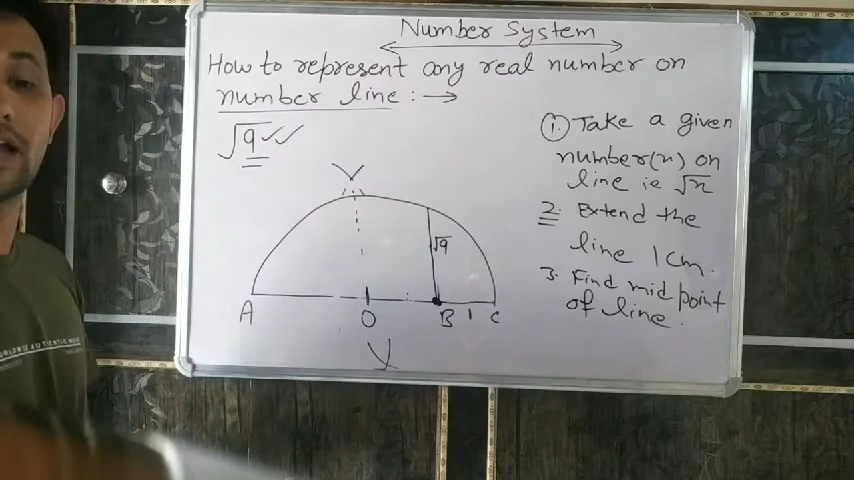 Number System
How to represent any real number on
number line : →
√9 ✓✓
① Take a given
number(n) on
line ie √n
2. Extend the
line 1cm.
3. Find mid point
of line.
√9
A O B 1 C